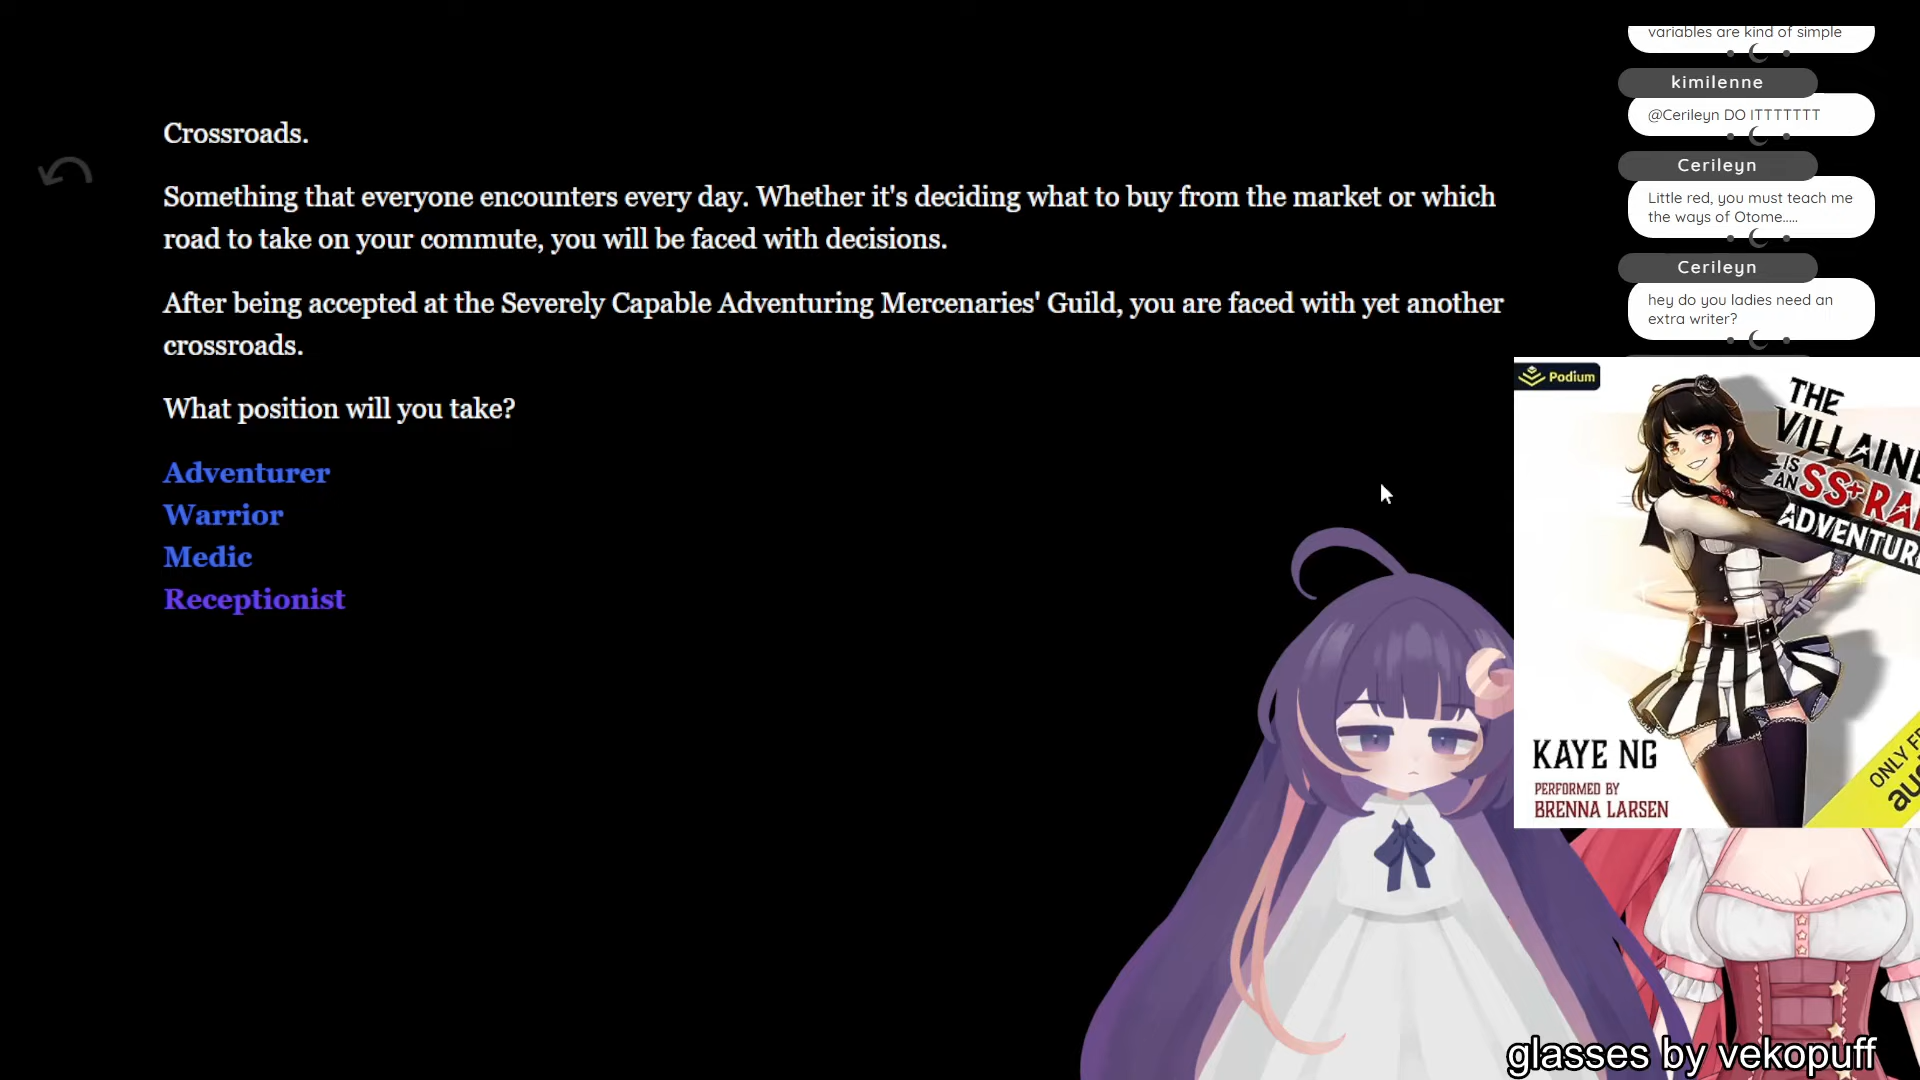 Crossroads.
Something that everyone encounters every day. Whether it's deciding what to buy from the market or which
road to take on your commute, you will be faced with decisions.
After being accepted at the Severely Capable Adventuring Mercenaries' Guild, you are faced with yet another
crossroads.
What position will you take?
Adventurer
Warrior
Medic
Receptionist
variables are kind of simple
kimilenne
@Cerileyn DO ITTTTTTT
Cerileyn
Little red, you must teach me
the ways of Otome.....
Cerileyn
hey do you ladies need an
extra writer?
Podium
THE
VILLAINE
IS
AN SS+ RA
ADVENTUR
KAYE NG
PERFORMED BY
BRENNA LARSEN
ONLY FR
au
glasses by vekopuff